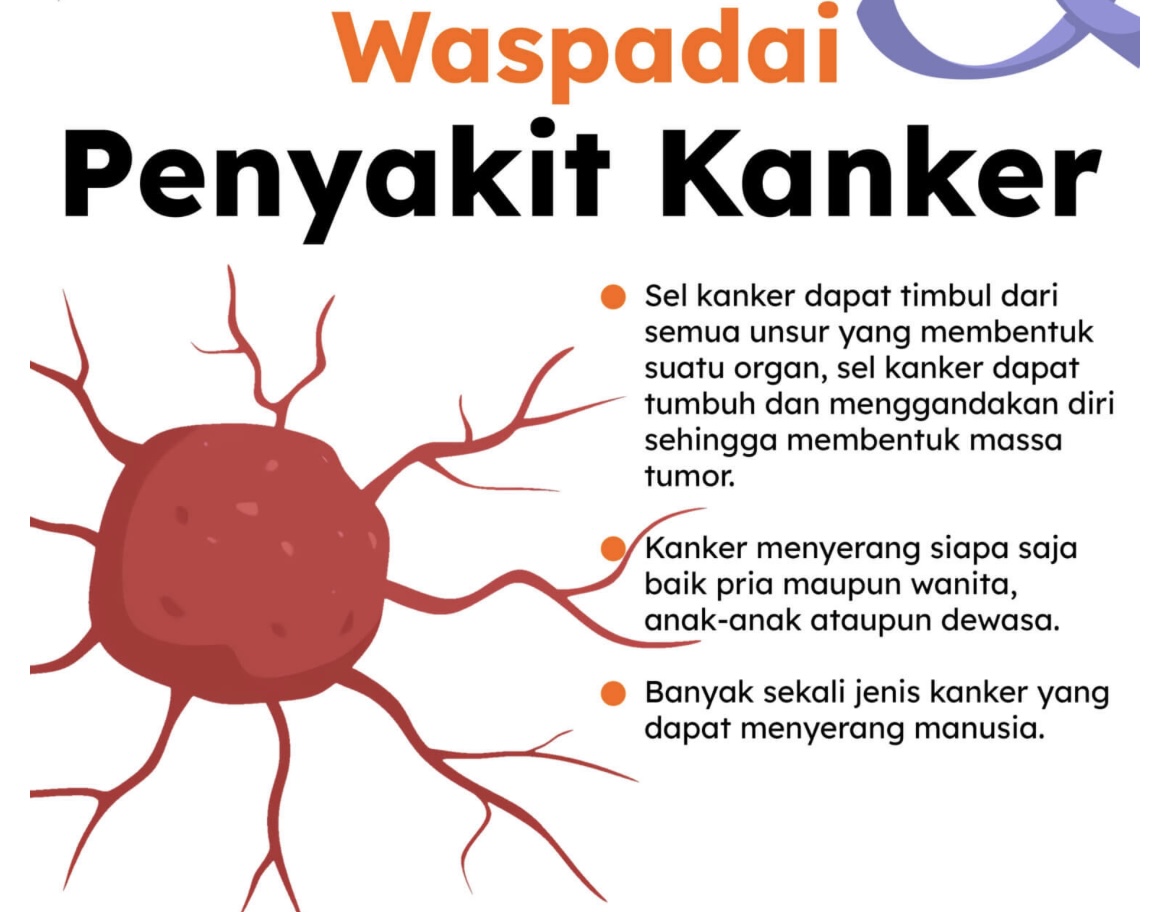 Waspadai
Penyakit Kanker
Sel kanker dapat timbul dari
semua unsur yang membentuk
suatu organ, sel kanker dapat
tumbuh dan menggandakan diri
sehingga membentuk massa
tumor.
Kanker menyerang siapa saja
baik pria maupun wanita,
anak-anak ataupun dewasa.
Banyak sekali jenis kanker yang
dapat menyerang manusia.